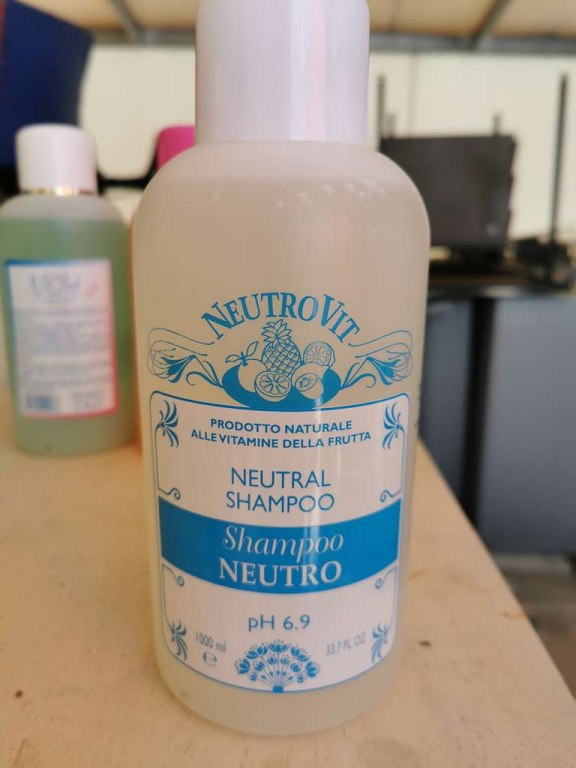 NEUTROVIT
PRODOTTO NATURALE
ALLE VITAMINE DELLA FRUTTA
NEUTRAL
SHAMPOO
Shampoo
NEUTRO
pH 6.9
1000 ml
33,7 FL. OZ.
e